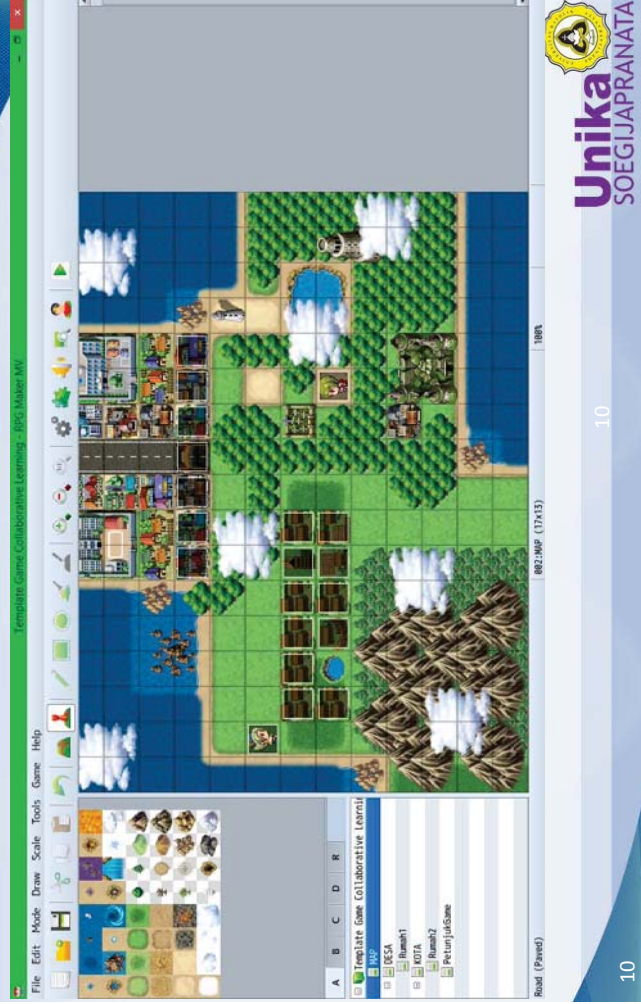 Template Game Collaborative Learning - RPG Maker MV
File Edit Mode Draw Scale Tools Game Help
A B C D R
Template Game Collaborative Learnin
MAP
DESA
Rumah1
KOTA
Rumah2
PetunjukGame
Road (Paved)
002:MAP (17x13)
100%
Unika
SOEGIJAPRANATA
10
10